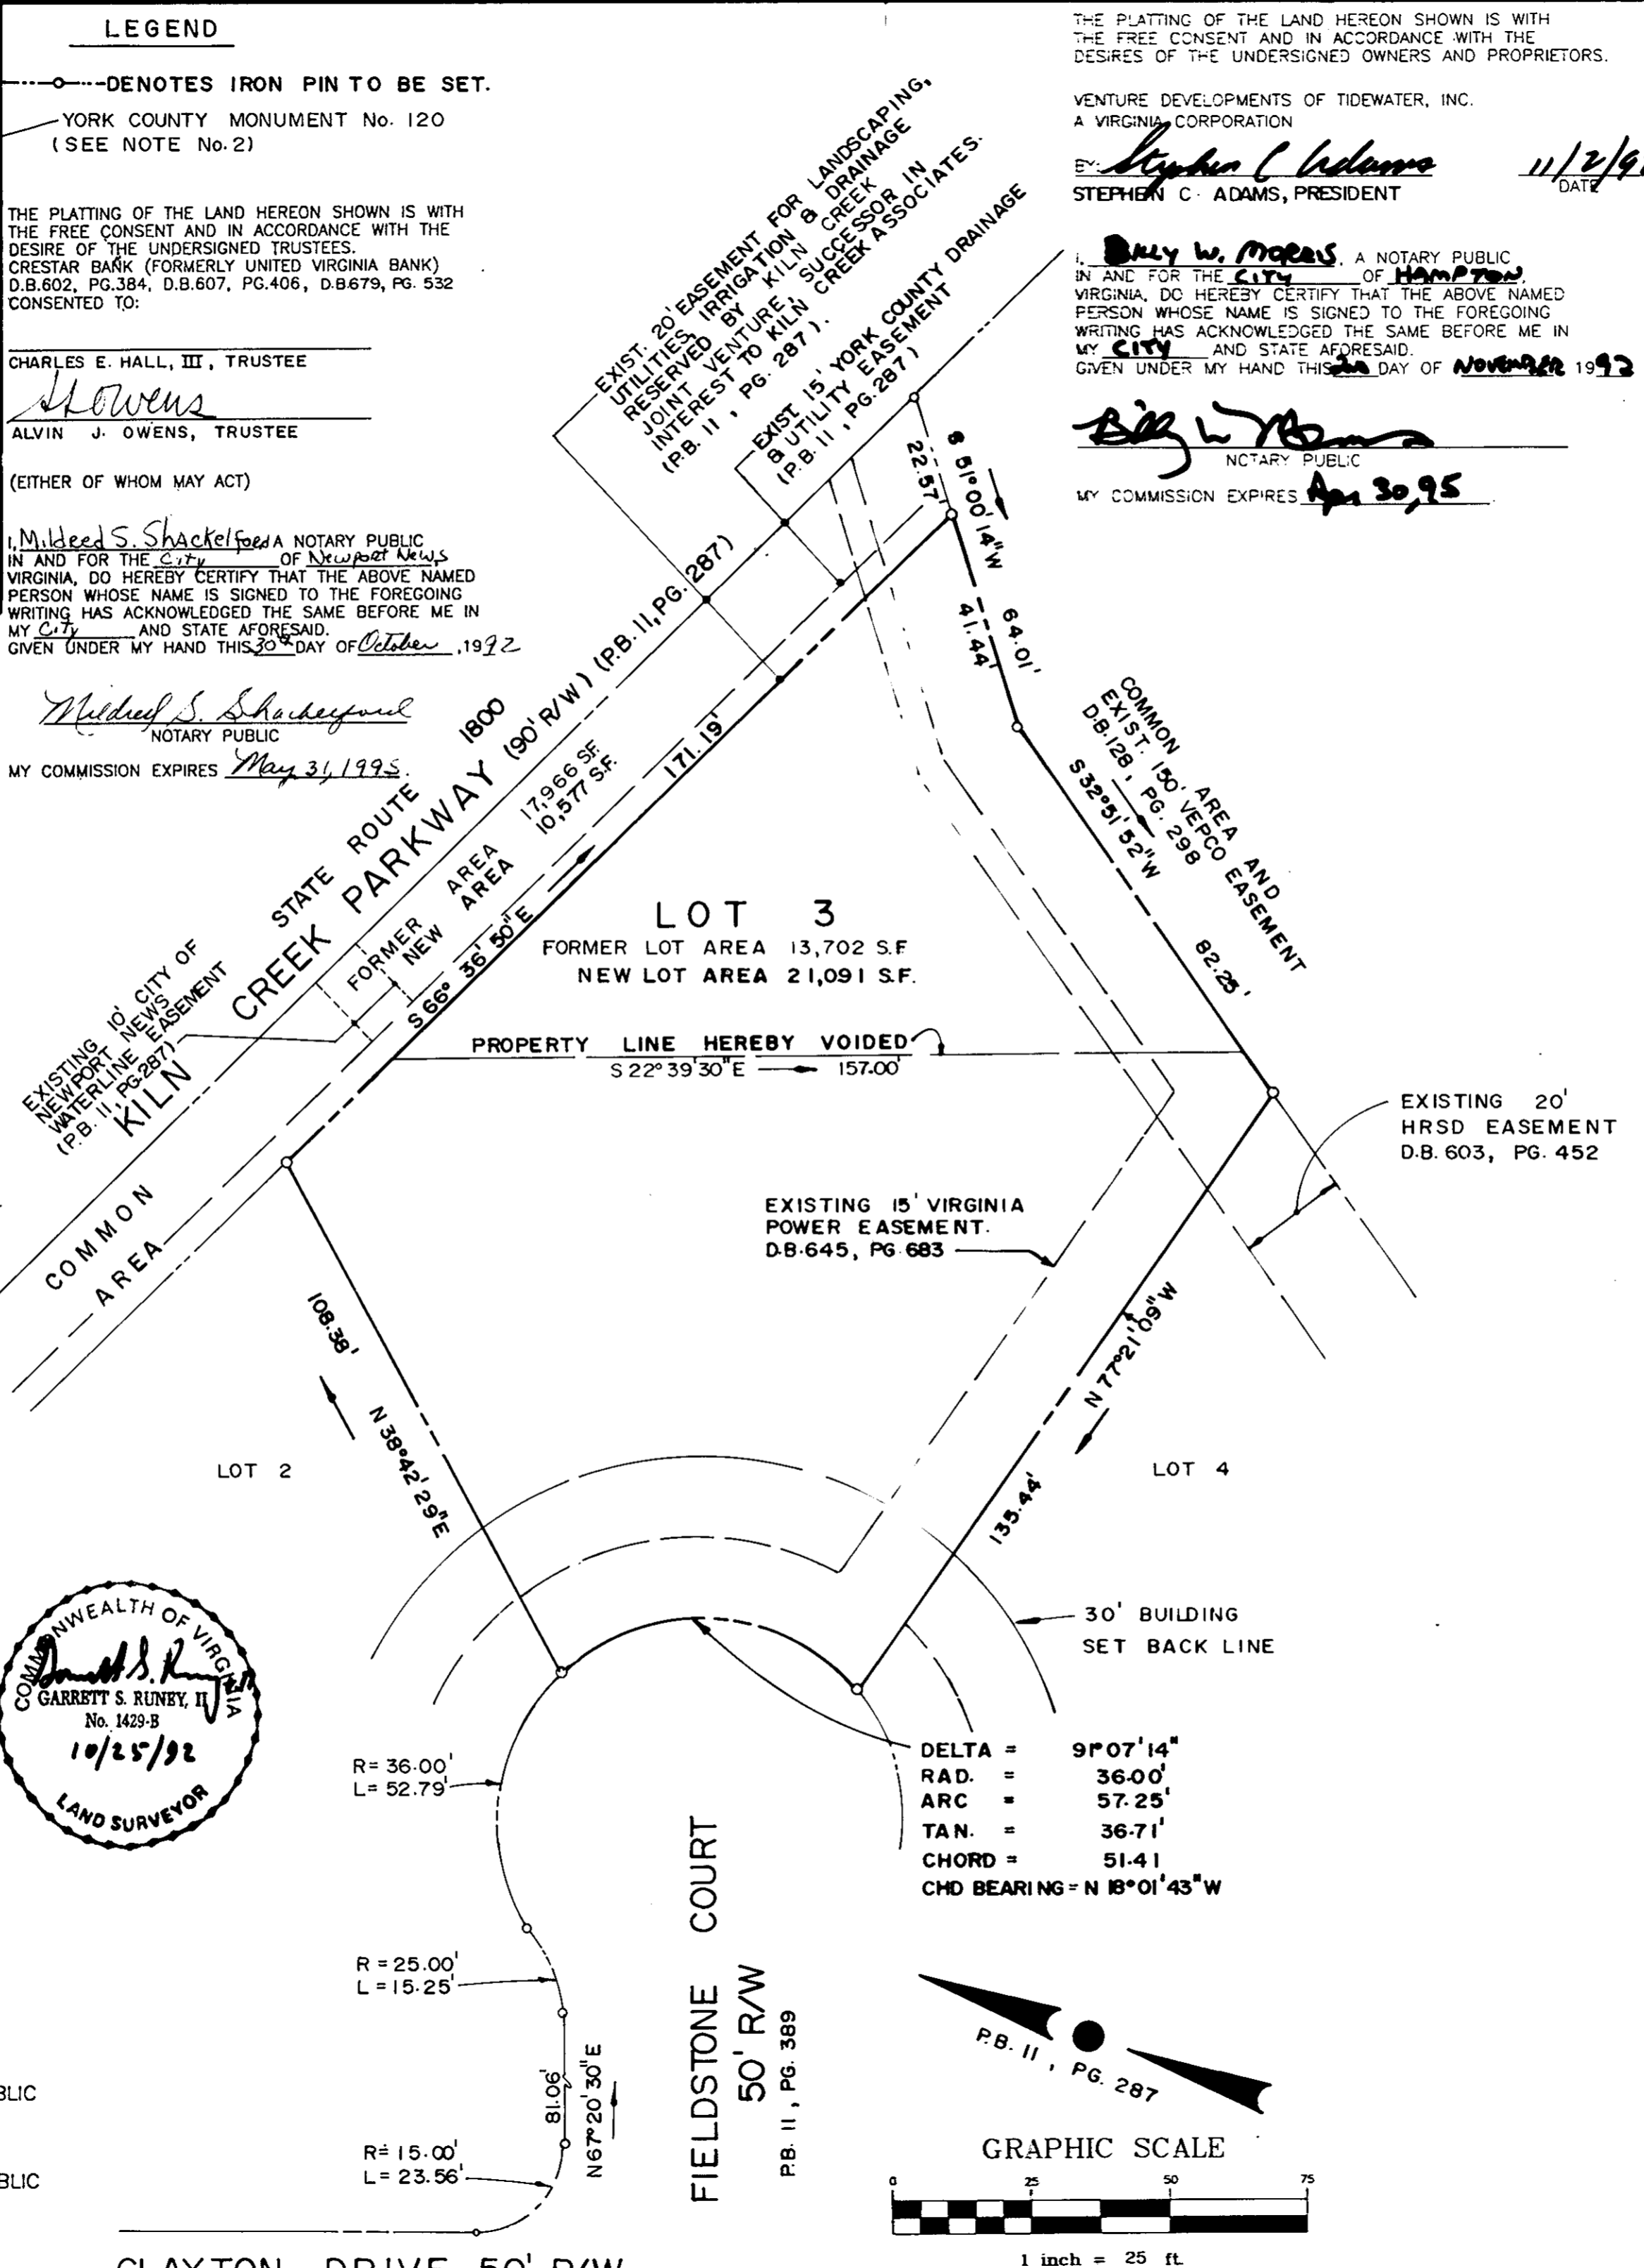 LEGEND
DENOTES IRON PIN TO BE SET.
YORK COUNTY MONUMENT No. 120
(SEE NOTE No. 2)
THE PLATTING OF THE LAND HEREON SHOWN IS WITH
THE FREE CONSENT AND IN ACCORDANCE WITH THE
DESIRE OF THE UNDERSIGNED TRUSTEES.
CRESTAR BANK (FORMERLY UNITED VIRGINIA BANK)
D.B.602, PG.384, D.B.607, PG.406, D.B.679, PG. 532
CONSENTED TO:
CHARLES E. HALL, III, TRUSTEE
ALVIN J. OWENS, TRUSTEE
(EITHER OF WHOM MAY ACT)
I, Mildred S. Shackelford A NOTARY PUBLIC
IN AND FOR THE City OF Newport News
VIRGINIA, DO HEREBY CERTIFY THAT THE ABOVE NAMED
PERSON WHOSE NAME IS SIGNED TO THE FOREGOING
WRITING HAS ACKNOWLEDGED THE SAME BEFORE ME IN
MY City AND STATE AFORESAID.
GIVEN UNDER MY HAND THIS 30th DAY OF October, 1992
Mildred S. Shackelford
NOTARY PUBLIC
MY COMMISSION EXPIRES May 31, 1995.
THE PLATTING OF THE LAND HEREON SHOWN IS WITH
THE FREE CONSENT AND IN ACCORDANCE WITH THE
DESIRES OF THE UNDERSIGNED OWNERS AND PROPRIETORS.
VENTURE DEVELOPMENTS OF TIDEWATER, INC.
A VIRGINIA CORPORATION
BY: Stephen C Adams 11/2/9
STEPHEN C. ADAMS, PRESIDENT DATE
I, BILLY W. MORRIS, A NOTARY PUBLIC
IN AND FOR THE CITY OF HAMPTON,
VIRGINIA, DO HEREBY CERTIFY THAT THE ABOVE NAMED
PERSON WHOSE NAME IS SIGNED TO THE FOREGOING
WRITING HAS ACKNOWLEDGED THE SAME BEFORE ME IN
MY CITY AND STATE AFORESAID.
GIVEN UNDER MY HAND THIS DAY OF NOVEMBER 1992
NOTARY PUBLIC
MY COMMISSION EXPIRES Apr 30, 95
EXIST. 20' EASEMENT FOR LANDSCAPING,
UTILITIES, IRRIGATION & DRAINAGE
RESERVED BY KILN CREEK
JOINT VENTURE, SUCCESSOR IN
INTEREST TO KILN CREEK ASSOCIATES.
(P.B. 11, PG. 287).
EXIST. 15' YORK COUNTY DRAINAGE
& UTILITY EASEMENT
(P.B. 11, PG. 287)
22.57'
S 51°00'14"W
41.44'
64.01'
COMMON AREA AND
EXIST. 150' VEPCO EASEMENT
D.B.128, PG. 298
S 32°51'52"W
82.25'
STATE ROUTE 1800
KILN CREEK PARKWAY (90' R/W) (P.B. 11, PG. 287)
FORMER AREA 17,966 S.F.
NEW AREA 10,577 S.F.
171.19'
S 66° 36' 50" E
EXISTING 10' CITY OF
NEWPORT NEWS
WATERLINE EASEMENT
(P.B. 11, PG.287)
COMMON
AREA
LOT 3
FORMER LOT AREA 13,702 S.F.
NEW LOT AREA 21,091 S.F.
PROPERTY LINE HEREBY VOIDED
S 22°39'30"E 157.00'
EXISTING 20'
HRSD EASEMENT
D.B. 603, PG. 452
EXISTING 15' VIRGINIA
POWER EASEMENT.
D.B.645, PG 683
108.38'
N 38°42'29"E
N 77°21'09"W
135.44'
LOT 2
LOT 4
30' BUILDING
SET BACK LINE
COMMONWEALTH OF VIRGINIA
GARRETT S. RUNEY, II
No. 1429-B
10/25/92
LAND SURVEYOR
R= 36.00'
L= 52.79'
DELTA = 91°07'14"
RAD. = 36.00'
ARC = 57.25'
TAN. = 36.71'
CHORD = 51.41
CHD BEARING = N 18°01'43"W
R = 25.00'
L = 15.25'
81.06'
N67°20'30"E
R= 15.00'
L= 23.56'
FIELDSTONE COURT
50' R/W
P.B. 11, PG. 389
P.B. 11, PG. 287
GRAPHIC SCALE
0 25 50 75
1 inch = 25 ft.
BLIC
BLIC
CLAYTON DRIVE 50' R/W